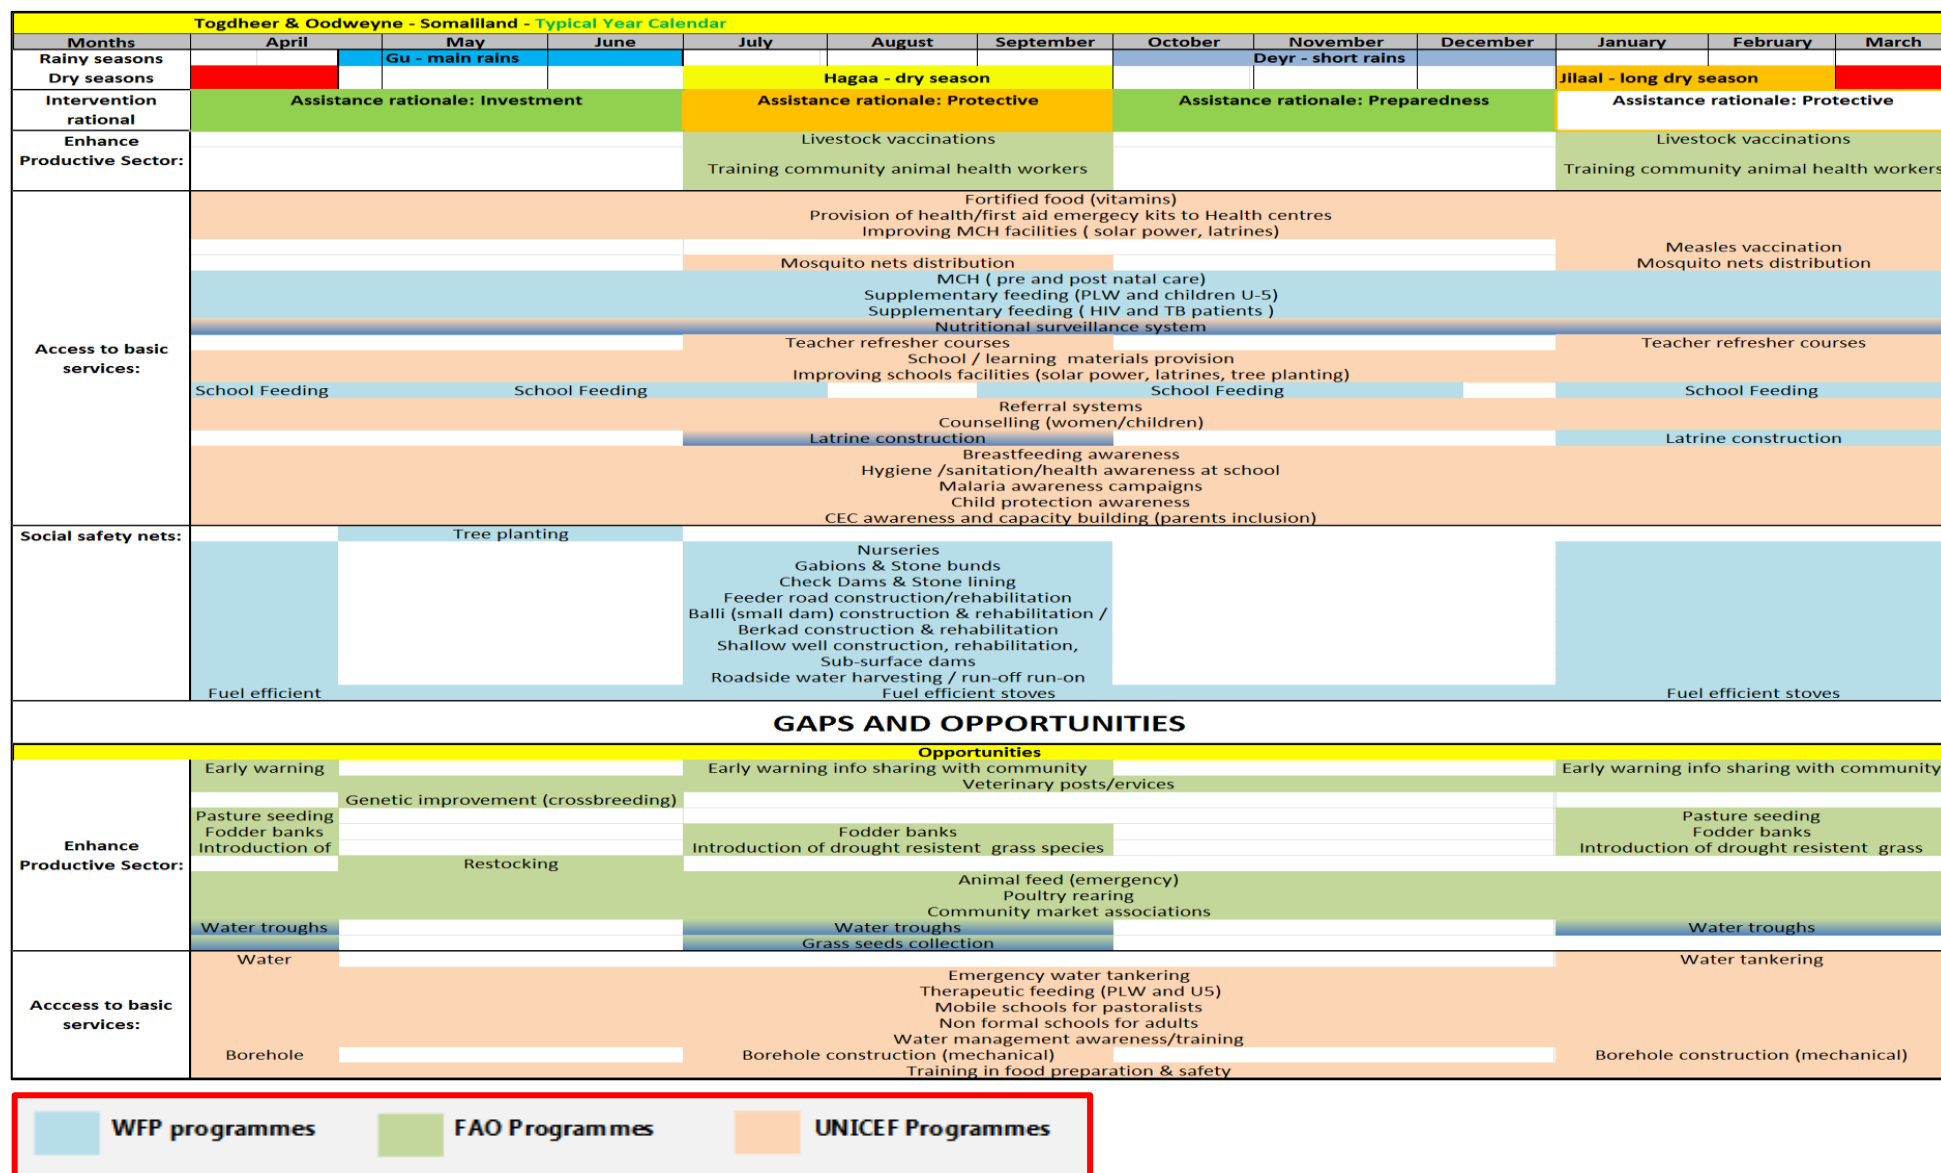 Togdheer & Oodweyne - Somaliland - Typical Year Calendar
Months April May June July August September October November December January February March
Rainy seasons Gu - main rains Deyr - short rains
Dry seasons Hagaa - dry season Jilaal - long dry season
Intervention rational Assistance rationale: Investment Assistance rationale: Protective Assistance rationale: Preparedness Assistance rationale: Protective
Enhance Productive Sector:
Livestock vaccinations Livestock vaccinations
Training community animal health workers Training community animal health workers
Access to basic services:
Fortified food (vitamins)
Provision of health/first aid emergecy kits to Health centres
Improving MCH facilities ( solar power, latrines)
Measles vaccination
Mosquito nets distribution Mosquito nets distribution
MCH ( pre and post natal care)
Supplementary feeding (PLW and children U-5)
Supplementary feeding ( HIV and TB patients )
Nutritional surveillance system
Teacher refresher courses Teacher refresher courses
School / learning materials provision
Improving schools facilities (solar power, latrines, tree planting)
School Feeding School Feeding School Feeding School Feeding
Referral systems
Counselling (women/children)
Latrine construction Latrine construction
Breastfeeding awareness
Hygiene /sanitation/health awareness at school
Malaria awareness campaigns
Child protection awareness
CEC awareness and capacity building (parents inclusion)
Social safety nets:
Tree planting
Nurseries
Gabions & Stone bunds
Check Dams & Stone lining
Feeder road construction/rehabilitation
Balli (small dam) construction & rehabilitation /
Berkad construction & rehabilitation
Shallow well construction, rehabilitation,
Sub-surface dams
Roadside water harvesting / run-off run-on
Fuel efficient Fuel efficient stoves Fuel efficient stoves
GAPS AND OPPORTUNITIES
Opportunities
Enhance Productive Sector:
Early warning Early warning info sharing with community Early warning info sharing with community
Veterinary posts/ervices
Genetic improvement (crossbreeding)
Pasture seeding Pasture seeding
Fodder banks Fodder banks Fodder banks
Introduction of Introduction of drought resistent grass species Introduction of drought resistent grass
Restocking
Animal feed (emergency)
Poultry rearing
Community market associations
Water troughs Water troughs Water troughs
Grass seeds collection
Acccess to basic services:
Water Water tankering
Emergency water tankering
Therapeutic feeding (PLW and U5)
Mobile schools for pastoralists
Non formal schools for adults
Water management awareness/training
Borehole Borehole construction (mechanical) Borehole construction (mechanical)
Training in food preparation & safety
WFP programmes FAO Programmes UNICEF Programmes